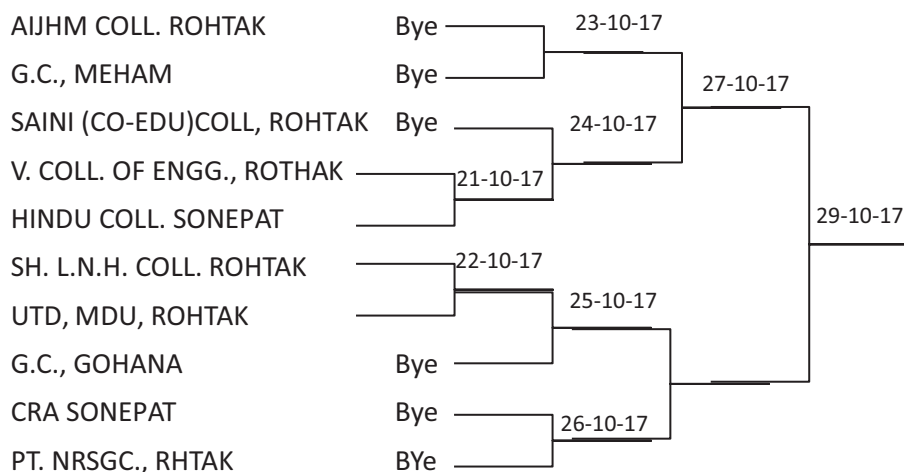 AIJHM COLL. ROHTAK Bye 23-10-17
G.C., MEHAM Bye 27-10-17
SAINI (CO-EDU)COLL, ROHTAK Bye 24-10-17
V. COLL. OF ENGG., ROTHAK 21-10-17
HINDU COLL. SONEPAT 29-10-17
SH. L.N.H. COLL. ROHTAK 22-10-17
UTD, MDU, ROHTAK 25-10-17
G.C., GOHANA Bye
CRA SONEPAT Bye 26-10-17
PT. NRSGC., RHTAK BYe